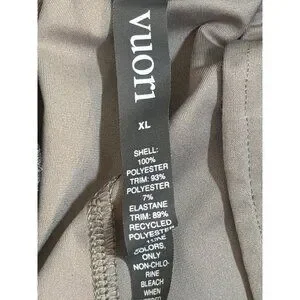 vuori
XL
SHELL:
100%
POLYESTER
TRIM: 93%
POLYESTER
7%
ELASTANE
TRIM: 89%
RECYCLED
POLYESTER
COLORS,
ONLY
NON-CHLO-
RINE
BLEACH
WHEN